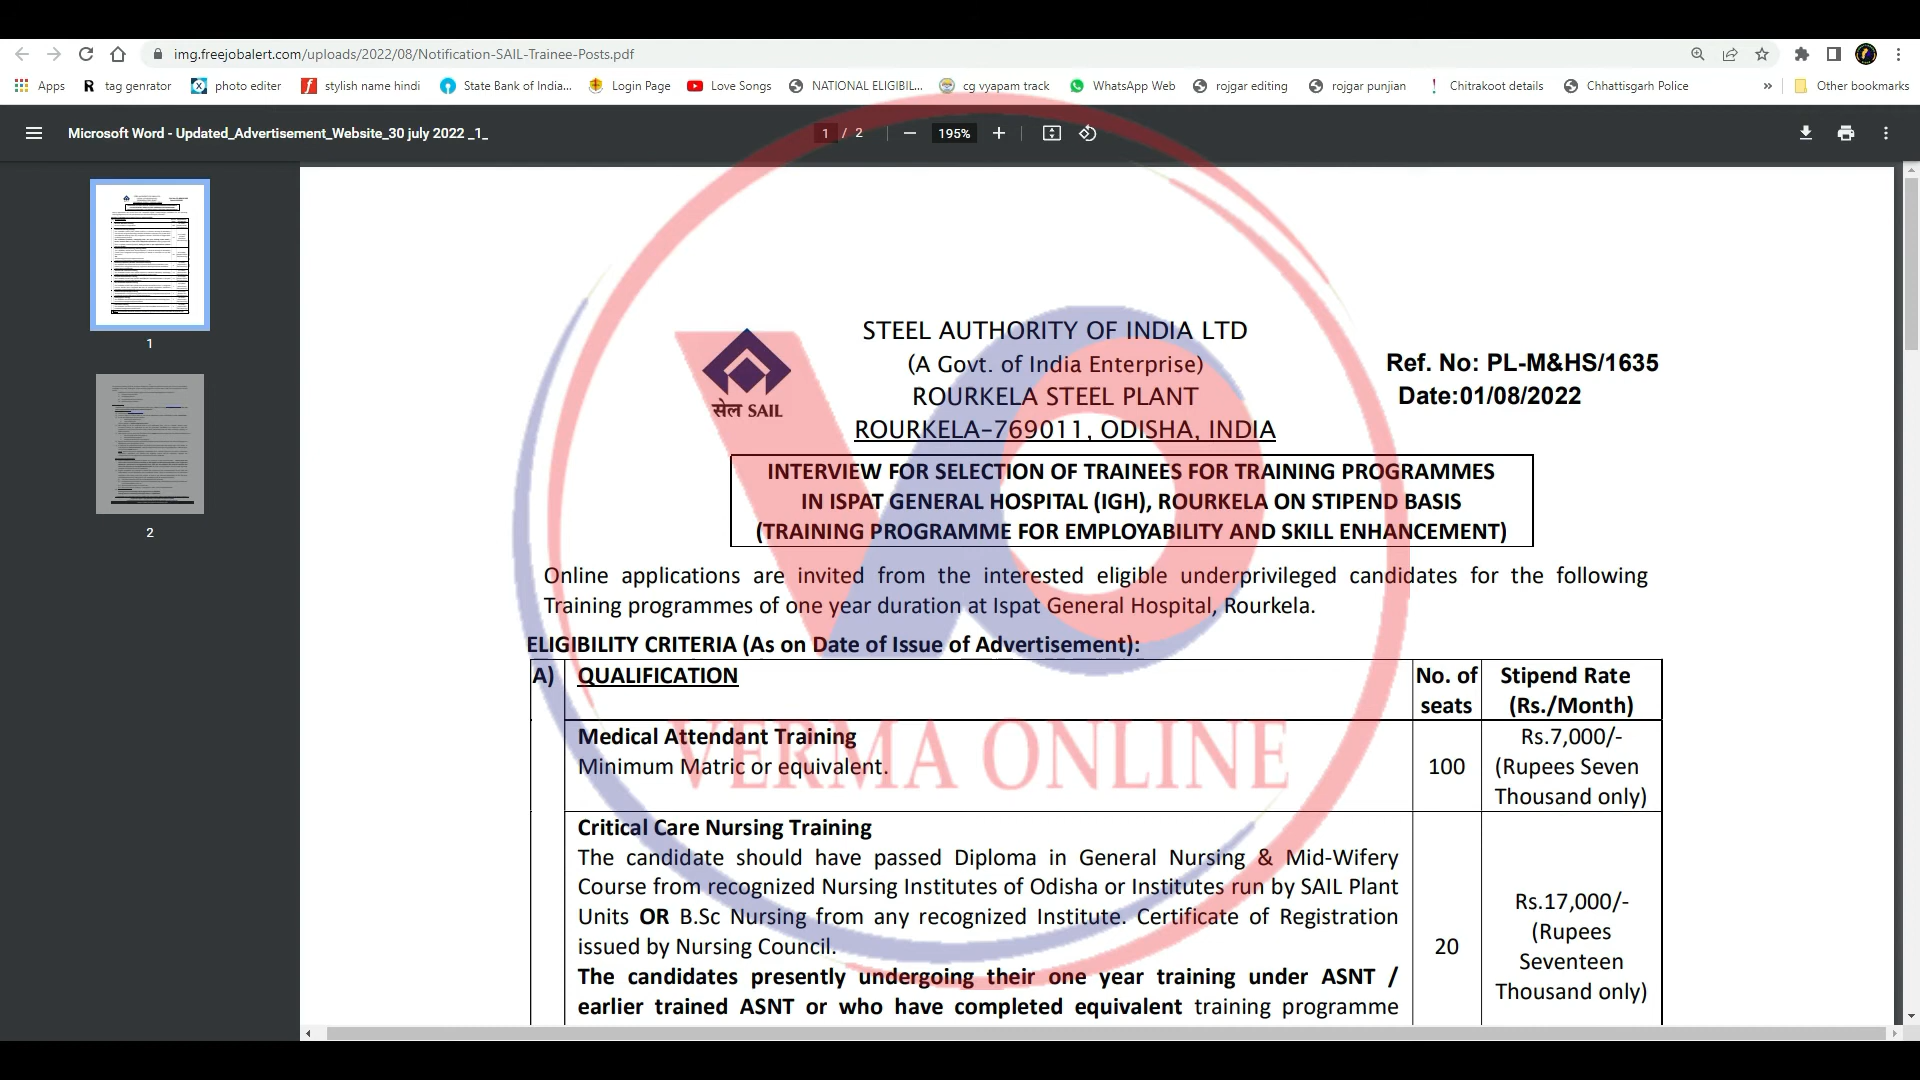 img.freejobalert.com/uploads/2022/08/Notification-SAIL-Trainee-Posts.pdf
Apps
R tag genrator
photo editer
stylish name hindi
State Bank of India...
Login Page
Love Songs
NATIONAL ELIGIBIL...
cg vyapam track
WhatsApp Web
rojgar editing
rojgar punjian
Chitrakoot details
Chhattisgarh Police
»
Other bookmarks
Microsoft Word - Updated_Advertisement_Website_30 july 2022 _1_
1 / 2
195%
1
2
सेल SAIL
STEEL AUTHORITY OF INDIA LTD
(A Govt. of India Enterprise)
ROURKELA STEEL PLANT
ROURKELA-769011, ODISHA, INDIA
Ref. No: PL-M&HS/1635
Date:01/08/2022
INTERVIEW FOR SELECTION OF TRAINEES FOR TRAINING PROGRAMMES
IN ISPAT GENERAL HOSPITAL (IGH), ROURKELA ON STIPEND BASIS
(TRAINING PROGRAMME FOR EMPLOYABILITY AND SKILL ENHANCEMENT)
Online applications are invited from the interested eligible underprivileged candidates for the following
Training programmes of one year duration at Ispat General Hospital, Rourkela.
ELIGIBILITY CRITERIA (As on Date of Issue of Advertisement):
A) QUALIFICATION
No. of
seats
Stipend Rate
(Rs./Month)
Medical Attendant Training
Minimum Matric or equivalent.
100
Rs.7,000/-
(Rupees Seven
Thousand only)
VERMA ONLINE
Critical Care Nursing Training
The candidate should have passed Diploma in General Nursing & Mid-Wifery
Course from recognized Nursing Institutes of Odisha or Institutes run by SAIL Plant
Units OR B.Sc Nursing from any recognized Institute. Certificate of Registration
issued by Nursing Council.
The candidates presently undergoing their one year training under ASNT /
earlier trained ASNT or who have completed equivalent training programme
20
Rs.17,000/-
(Rupees
Seventeen
Thousand only)